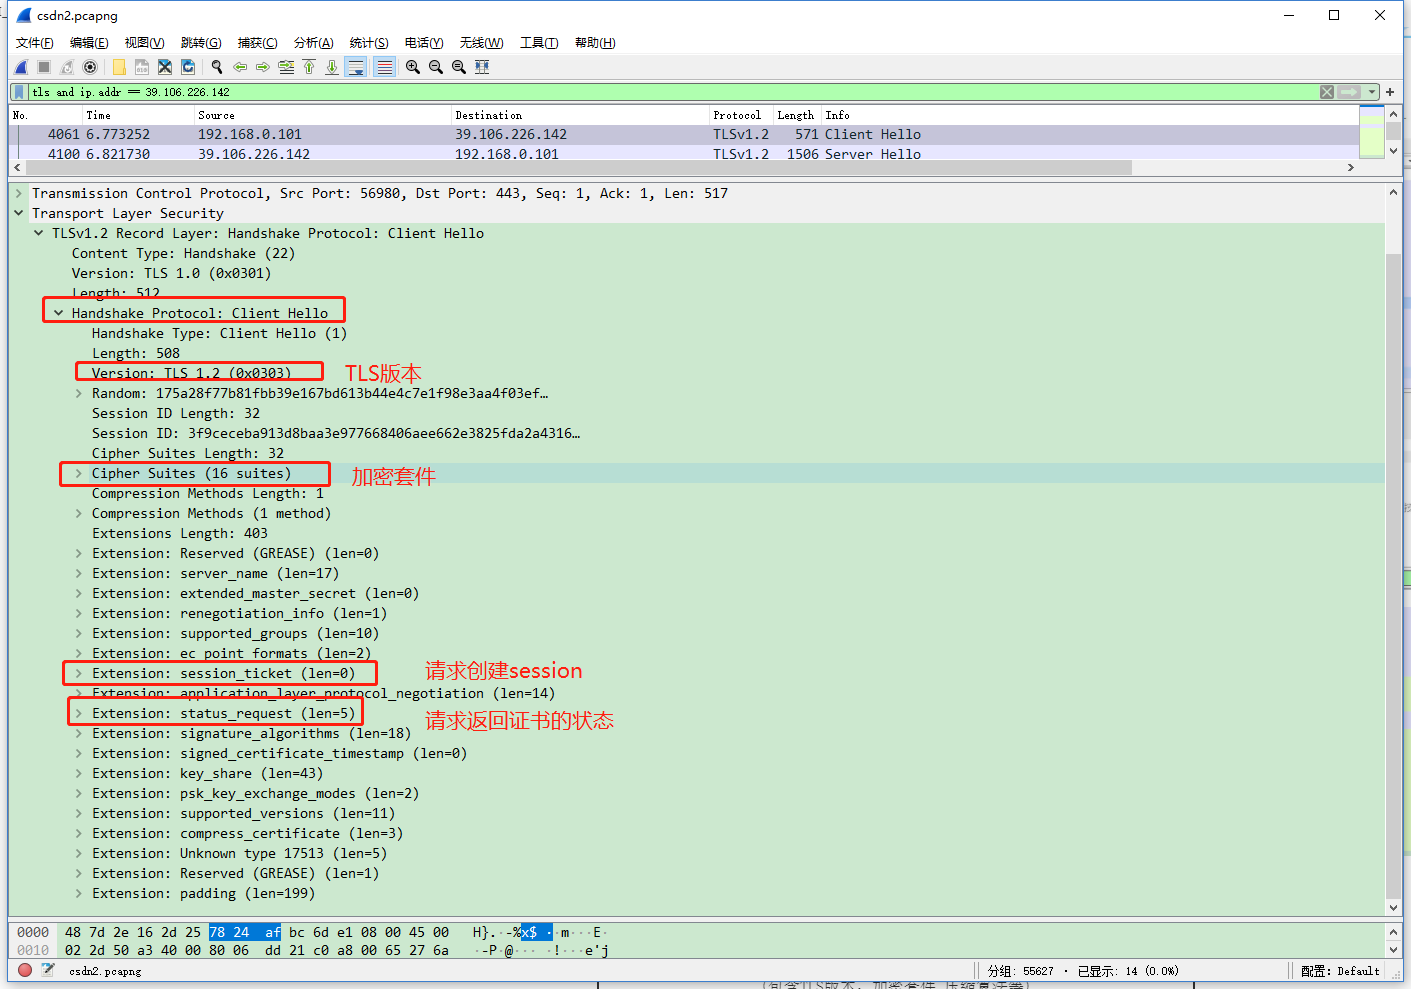 csdn2.pcapng
文件(F) 编辑(E) 视图(V) 跳转(G) 捕获(C) 分析(A) 统计(S) 电话(Y) 无线(W) 工具(T) 帮助(H)
tls and ip.addr == 39.106.226.142
No. Time Source Destination Protocol Length Info
4061 6.773252 192.168.0.101 39.106.226.142 TLSv1.2 571 Client Hello
4100 6.821730 39.106.226.142 192.168.0.101 TLSv1.2 1506 Server Hello
Transmission Control Protocol, Src Port: 56980, Dst Port: 443, Seq: 1, Ack: 1, Len: 517
Transport Layer Security
TLSv1.2 Record Layer: Handshake Protocol: Client Hello
Content Type: Handshake (22)
Version: TLS 1.0 (0x0301)
Length: 512
Handshake Protocol: Client Hello
Handshake Type: Client Hello (1)
Length: 508
Version: TLS 1.2 (0x0303) TLS版本
Random: 175a28f77b81fbb39e167bd613b44e4c7e1f98e3aa4f03ef…
Session ID Length: 32
Session ID: 3f9ceceba913d8baa3e977668406aee662e3825fda2a4316…
Cipher Suites Length: 32
Cipher Suites (16 suites) 加密套件
Compression Methods Length: 1
Compression Methods (1 method)
Extensions Length: 403
Extension: Reserved (GREASE) (len=0)
Extension: server_name (len=17)
Extension: extended_master_secret (len=0)
Extension: renegotiation_info (len=1)
Extension: supported_groups (len=10)
Extension: ec_point_formats (len=2)
Extension: session_ticket (len=0) 请求创建session
Extension: application_layer_protocol_negotiation (len=14)
Extension: status_request (len=5) 请求返回证书的状态
Extension: signature_algorithms (len=18)
Extension: signed_certificate_timestamp (len=0)
Extension: key_share (len=43)
Extension: psk_key_exchange_modes (len=2)
Extension: supported_versions (len=11)
Extension: compress_certificate (len=3)
Extension: Unknown type 17513 (len=5)
Extension: Reserved (GREASE) (len=1)
Extension: padding (len=199)
0000 48 7d 2e 16 2d 25 78 24 af bc 6d e1 08 00 45 00 H}.·-%x$ ··m···E·
0010 02 2d 50 a3 40 00 80 06 dd 21 c0 a8 00 65 27 6a ·-P·@··· ·!···e'j
csdn2.pcapng 分组: 55627 · 已显示: 14 (0.0%) 配置: Default